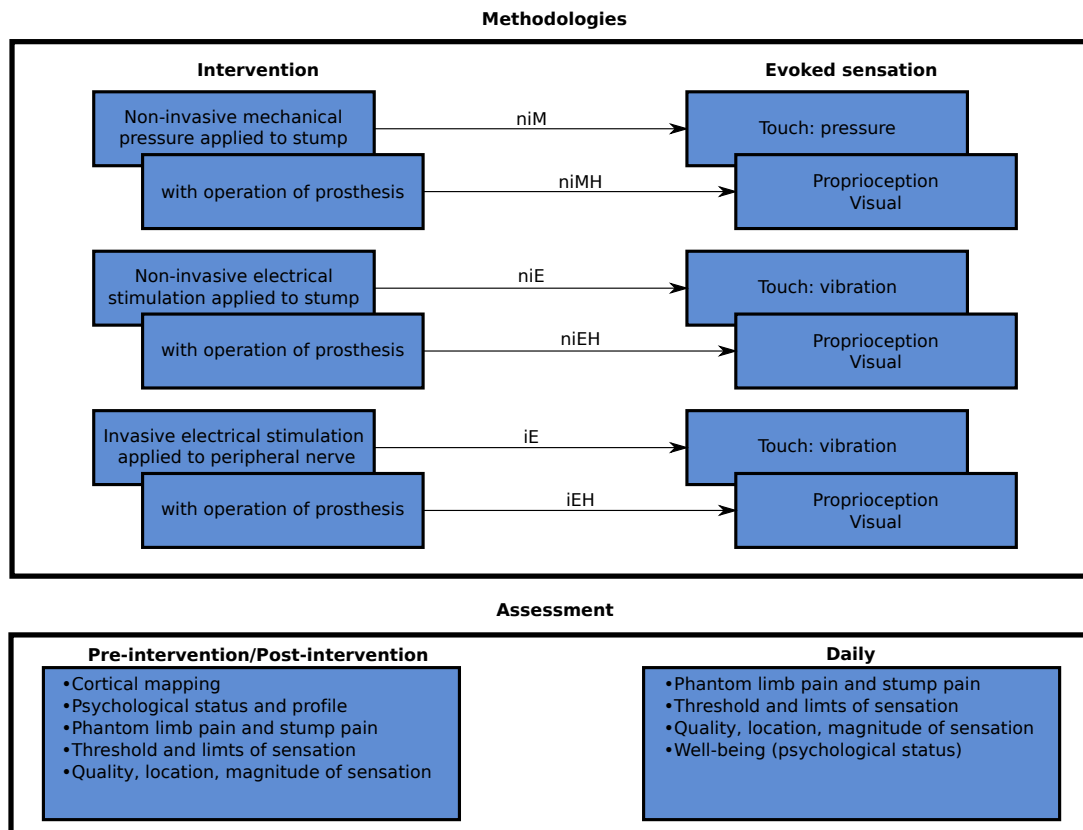 Methodologies
Intervention
Evoked sensation
Non-invasive mechanical
pressure applied to stump
niM
Touch: pressure
with operation of prosthesis
niMH
Proprioception
Visual
Non-invasive electrical
stimulation applied to stump
niE
Touch: vibration
with operation of prosthesis
niEH
Proprioception
Visual
Invasive electrical stimulation
applied to peripheral nerve
iE
Touch: vibration
with operation of prosthesis
iEH
Proprioception
Visual
Assessment
Pre-intervention/Post-intervention
•Cortical mapping
•Psychological status and profile
•Phantom limb pain and stump pain
•Threshold and limts of sensation
•Quality, location, magnitude of sensation
Daily
•Phantom limb pain and stump pain
•Threshold and limts of sensation
•Quality, location, magnitude of sensation
•Well-being (psychological status)